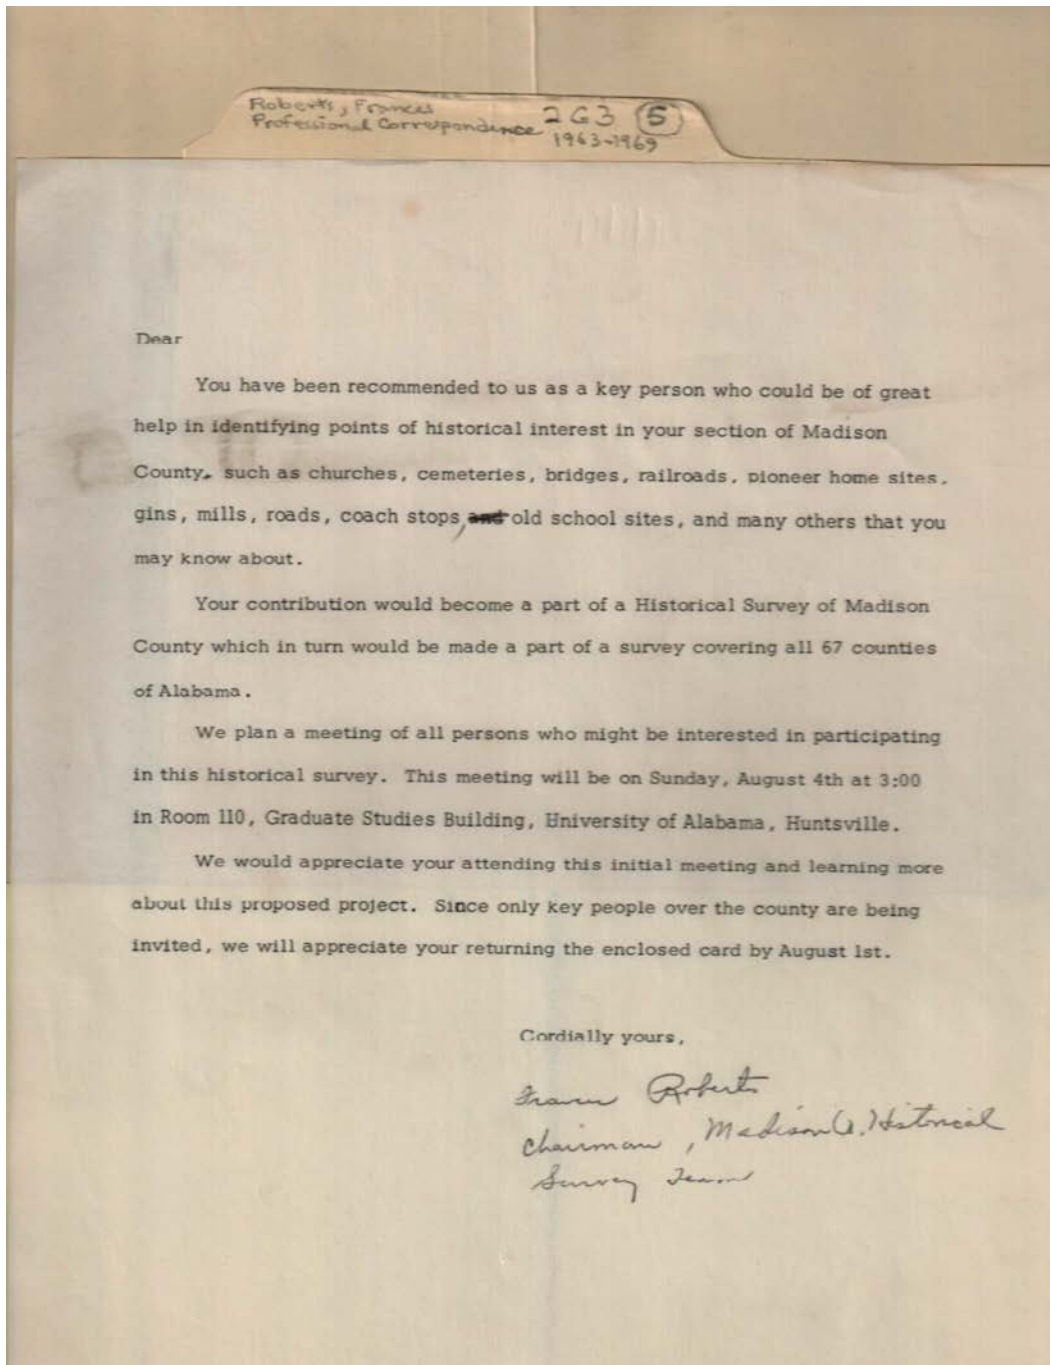 Roberts, Frances 2G3 (5)
Professional Correspondence 1963-1969
Dear
You have been recommended to us as a key person who could be of great
help in identifying points of historical interest in your section of Madison
County, such as churches, cemeteries, bridges, railroads, pioneer home sites,
gins, mills, roads, coach stops, and old school sites, and many others that you
may know about.
Your contribution would become a part of a Historical Survey of Madison
County which in turn would be made a part of a survey covering all 67 counties
of Alabama.
We plan a meeting of all persons who might be interested in participating
in this historical survey. This meeting will be on Sunday, August 4th at 3:00
in Room 110, Graduate Studies Building, University of Alabama, Huntsville.
We would appreciate your attending this initial meeting and learning more
about this proposed project. Since only key people over the county are being
invited, we will appreciate your returning the enclosed card by August 1st.
Cordially yours,
Frances Roberts
Chairman, Madison Co. Historical
Survey Team